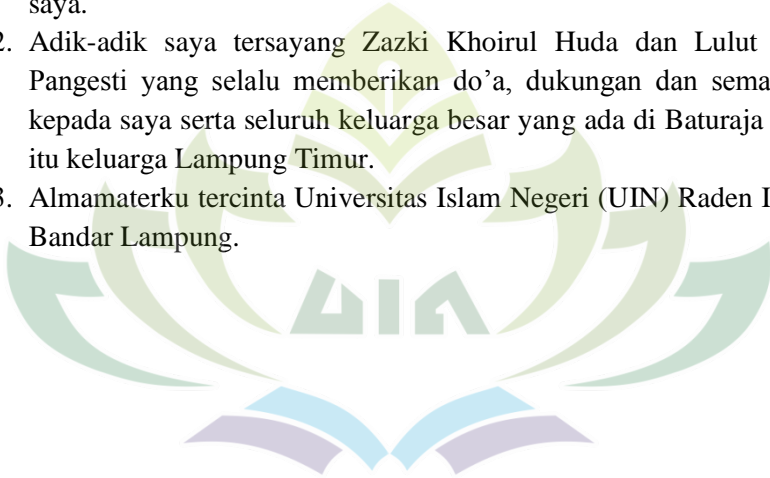 saya.
2. Adik-adik saya tersayang Zazki Khoirul Huda dan Lulut
Pangesti yang selalu memberikan do’a, dukungan dan sema
kepada saya serta seluruh keluarga besar yang ada di Baturaja
itu keluarga Lampung Timur.
3. Almamaterku tercinta Universitas Islam Negeri (UIN) Raden I
Bandar Lampung.
UIN